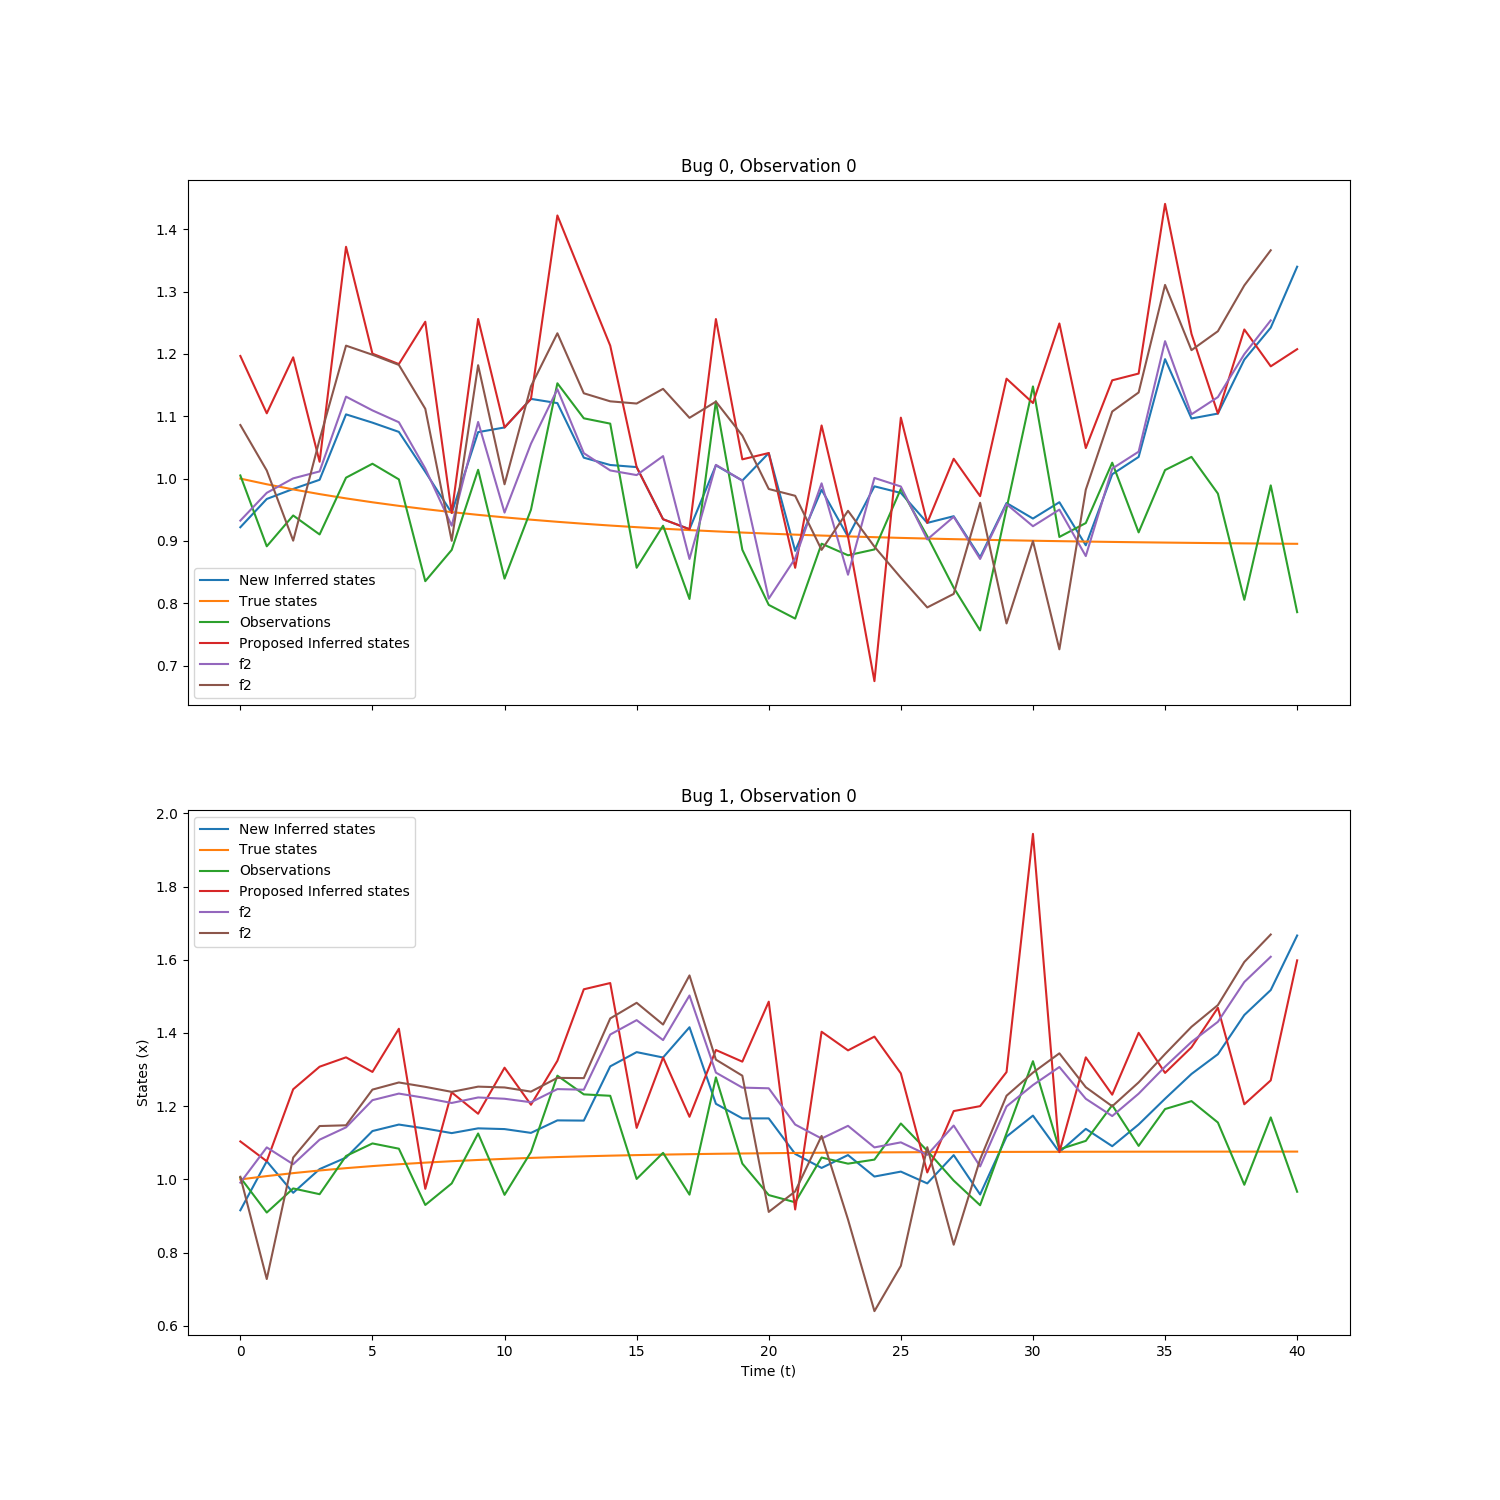 Bug 0, Observation 0
1.4
1.3
1.2
1.1
1.0
0.9
0.8
0.7
New Inferred states
True states
Observations
Proposed Inferred states
f2
f2
Bug 1, Observation 0
2.0
1.8
1.6
1.4
1.2
1.0
0.8
0.6
States (x)
New Inferred states
True states
Observations
Proposed Inferred states
f2
f2
0 5 10 15 20 25 30 35 40
Time (t)